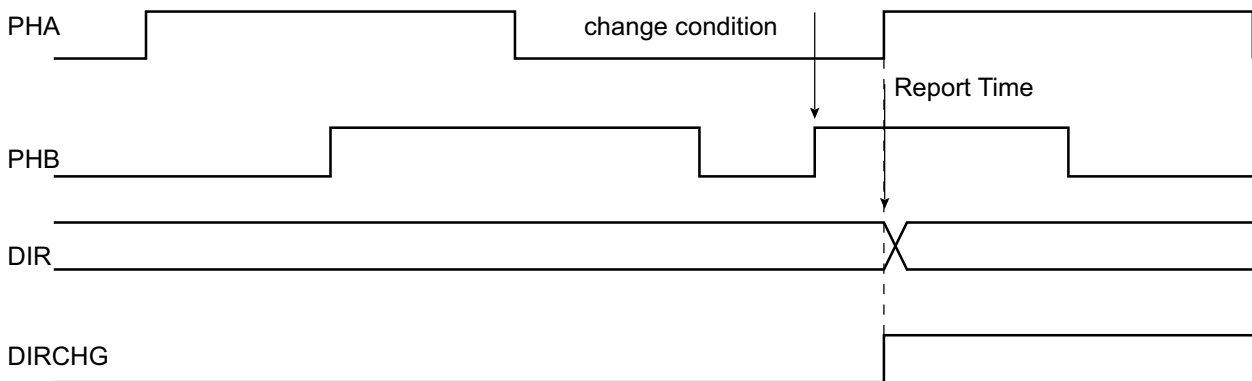 PHA
change condition
Report Time
PHB
DIR
DIRCHG